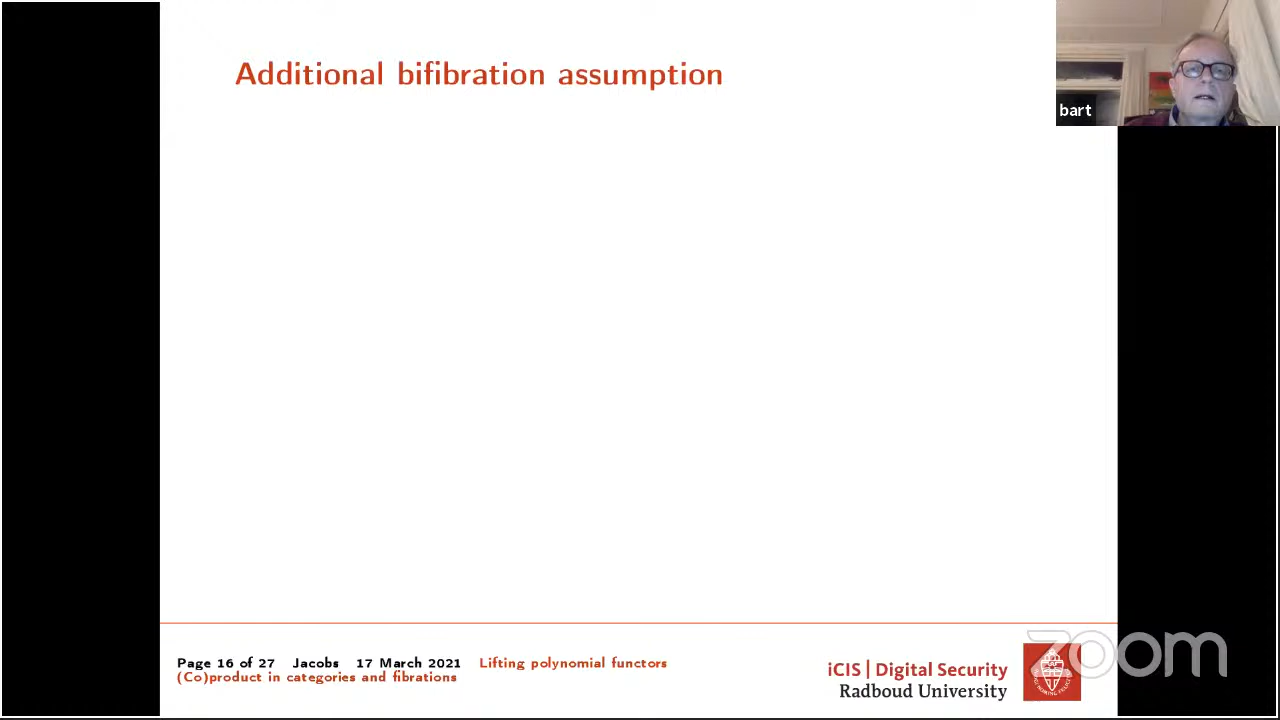 Additional bifibration assumption
bart
Page 16 of 27 Jacobs 17 March 2021 Lifting polynomial functors
(Co)product in categories and fibrations
iCIS | Digital Security
Radboud University
zoom